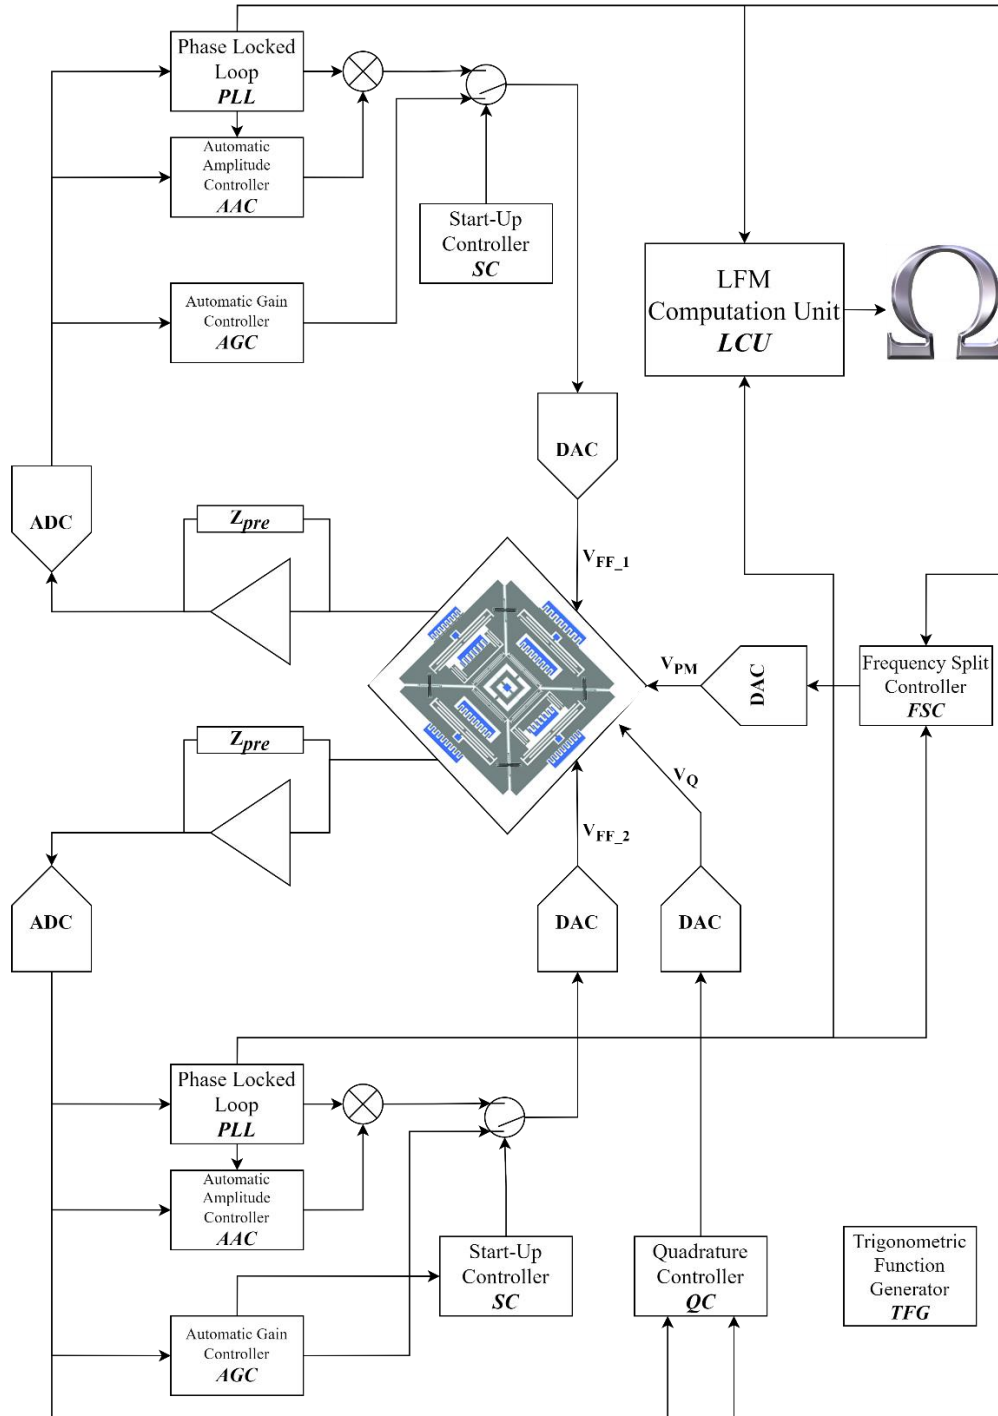 Phase Locked
Loop
PLL
Automatic
Amplitude
Controller
AAC
Start-Up
Controller
SC
Automatic Gain
Controller
AGC
LFM
Computation Unit
LCU
Ω
DAC
ADC
Zpre
VFF_1
VPM
DAC
Frequency Split
Controller
FSC
Zpre
VQ
VFF_2
ADC
DAC
DAC
Phase Locked
Loop
PLL
Automatic
Amplitude
Controller
AAC
Start-Up
Controller
SC
Quadrature
Controller
QC
Trigonometric
Function
Generator
TFG
Automatic Gain
Controller
AGC